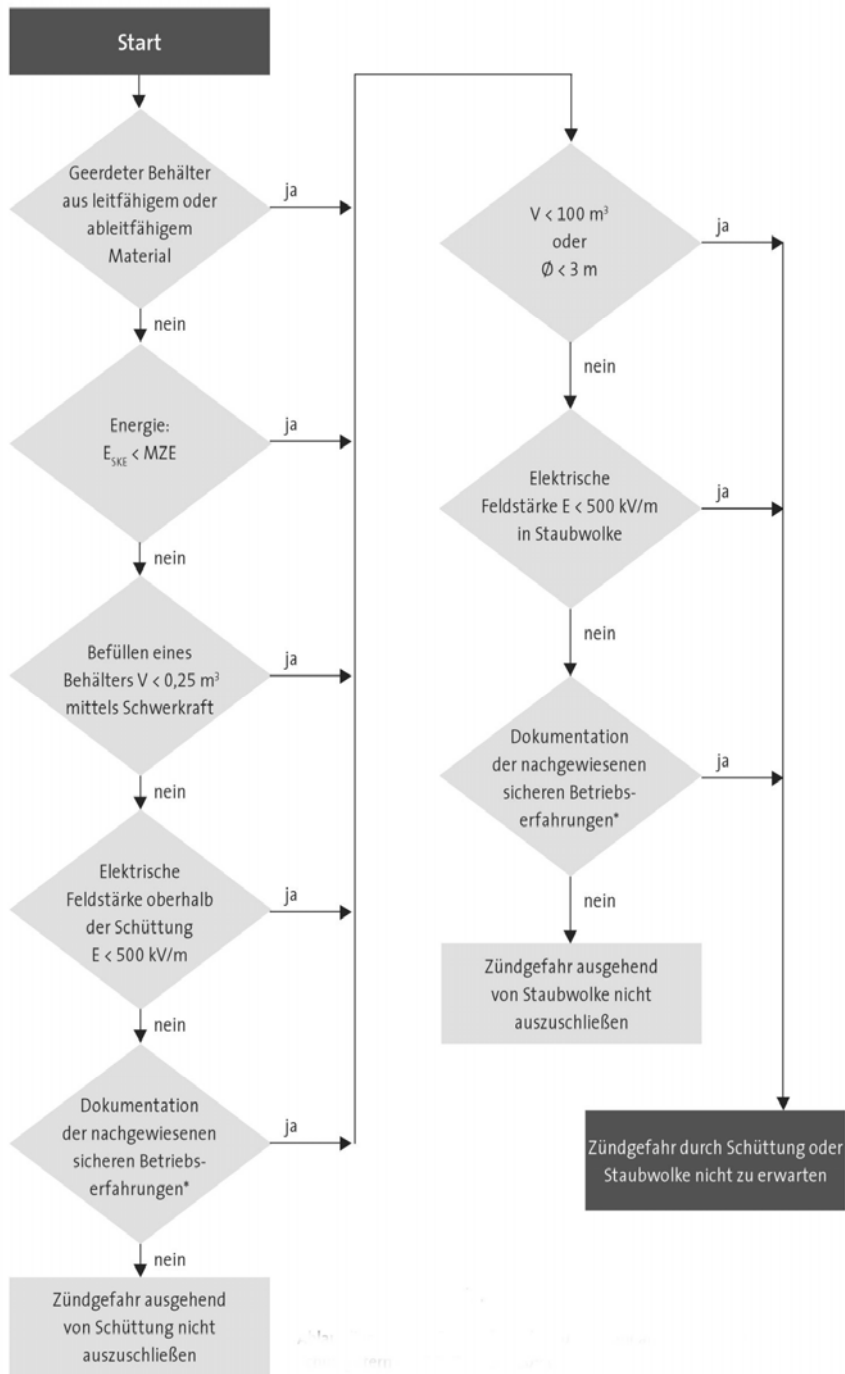 Start
Geerdeter Behälter
aus leitfähigem oder
ableitfähigem
Material
ja
nein
Energie:
E_SKE < MZE
ja
nein
Befüllen eines
Behälters V < 0,25 m³
mittels Schwerkraft
ja
nein
Elektrische
Feldstärke oberhalb
der Schüttung
E < 500 kV/m
ja
nein
Dokumentation
der nachgewiesenen
sicheren Betriebs-
erfahrungen*
ja
nein
Zündgefahr ausgehend
von Schüttung nicht
auszuschließen
V < 100 m³
oder
Ø < 3 m
ja
nein
Elektrische
Feldstärke E < 500 kV/m
in Staubwolke
ja
nein
Dokumentation
der nachgewiesenen
sicheren Betriebs-
erfahrungen*
ja
nein
Zündgefahr ausgehend
von Staubwolke nicht
auszuschließen
Zündgefahr durch Schüttung oder
Staubwolke nicht zu erwarten